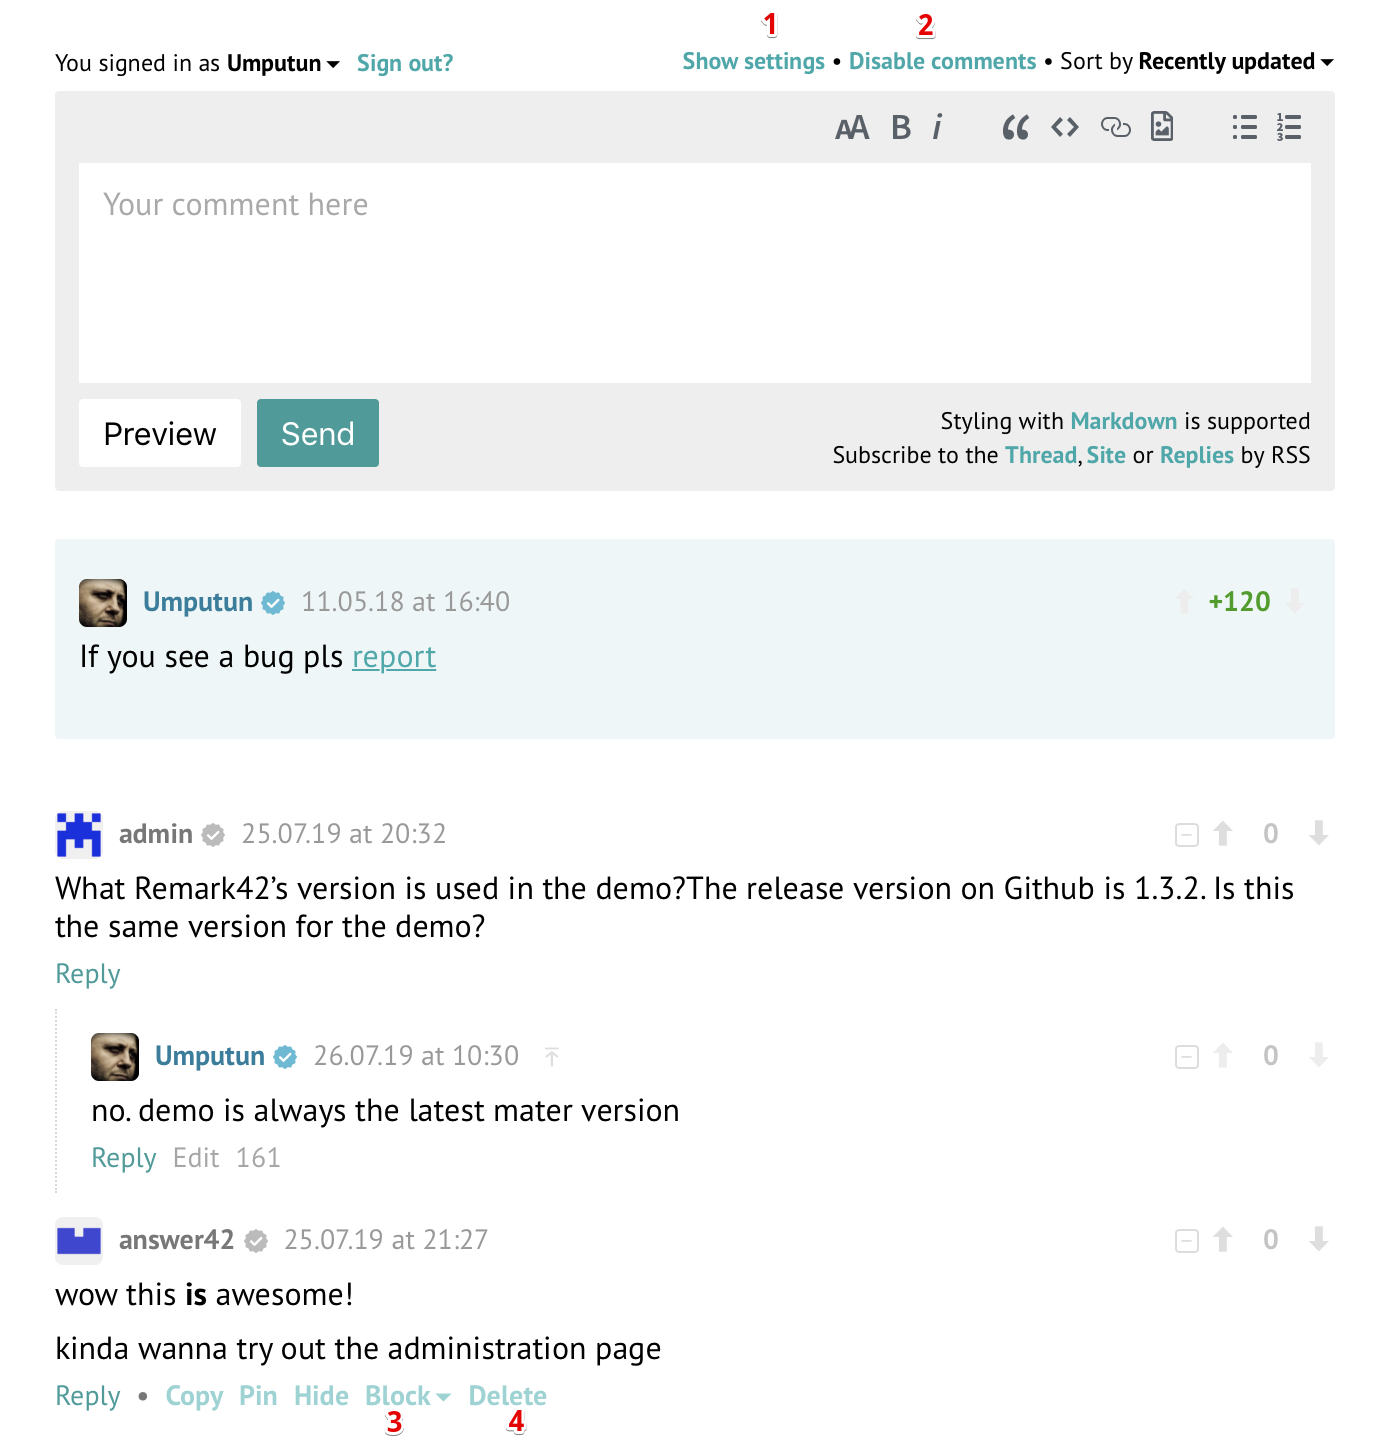 1 2
You signed in as Umputun Sign out? Show settings • Disable comments • Sort by Recently updated
AA B i “ <> 1 2 3
Your comment here
Preview Send
Styling with Markdown is supported
Subscribe to the Thread, Site or Replies by RSS
Umputun 11.05.18 at 16:40 +120
If you see a bug pls report
admin 25.07.19 at 20:32 0
What Remark42’s version is used in the demo?The release version on Github is 1.3.2. Is this
the same version for the demo?
Reply
Umputun 26.07.19 at 10:30 0
no. demo is always the latest mater version
Reply Edit 161
answer42 25.07.19 at 21:27 0
wow this is awesome!
kinda wanna try out the administration page
Reply • Copy Pin Hide Block Delete
3 4